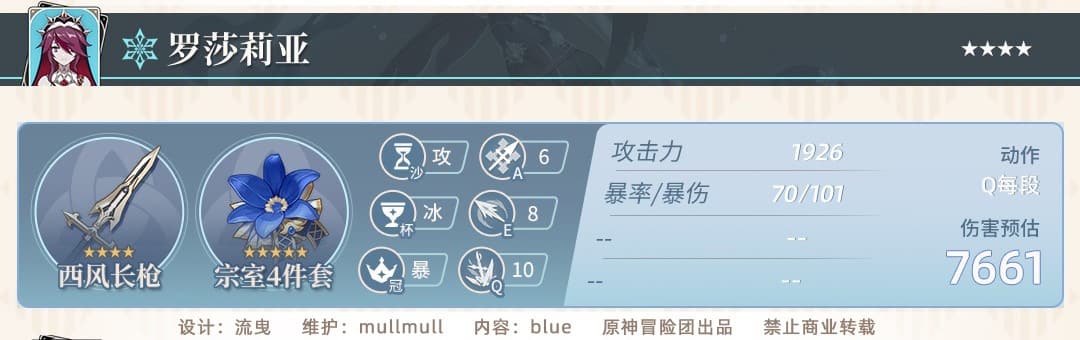 罗莎莉亚
★★★★
西风长枪
宗室4件套
沙 攻
A 6
杯 冰
E 8
冠 暴
Q 10
攻击力 1926
暴率/暴伤 70/101
-- --
-- --
动作
Q每段
伤害预估
7661
设计：流曳 维护：mullmull 内容：blue 原神冒险团出品 禁止商业转载